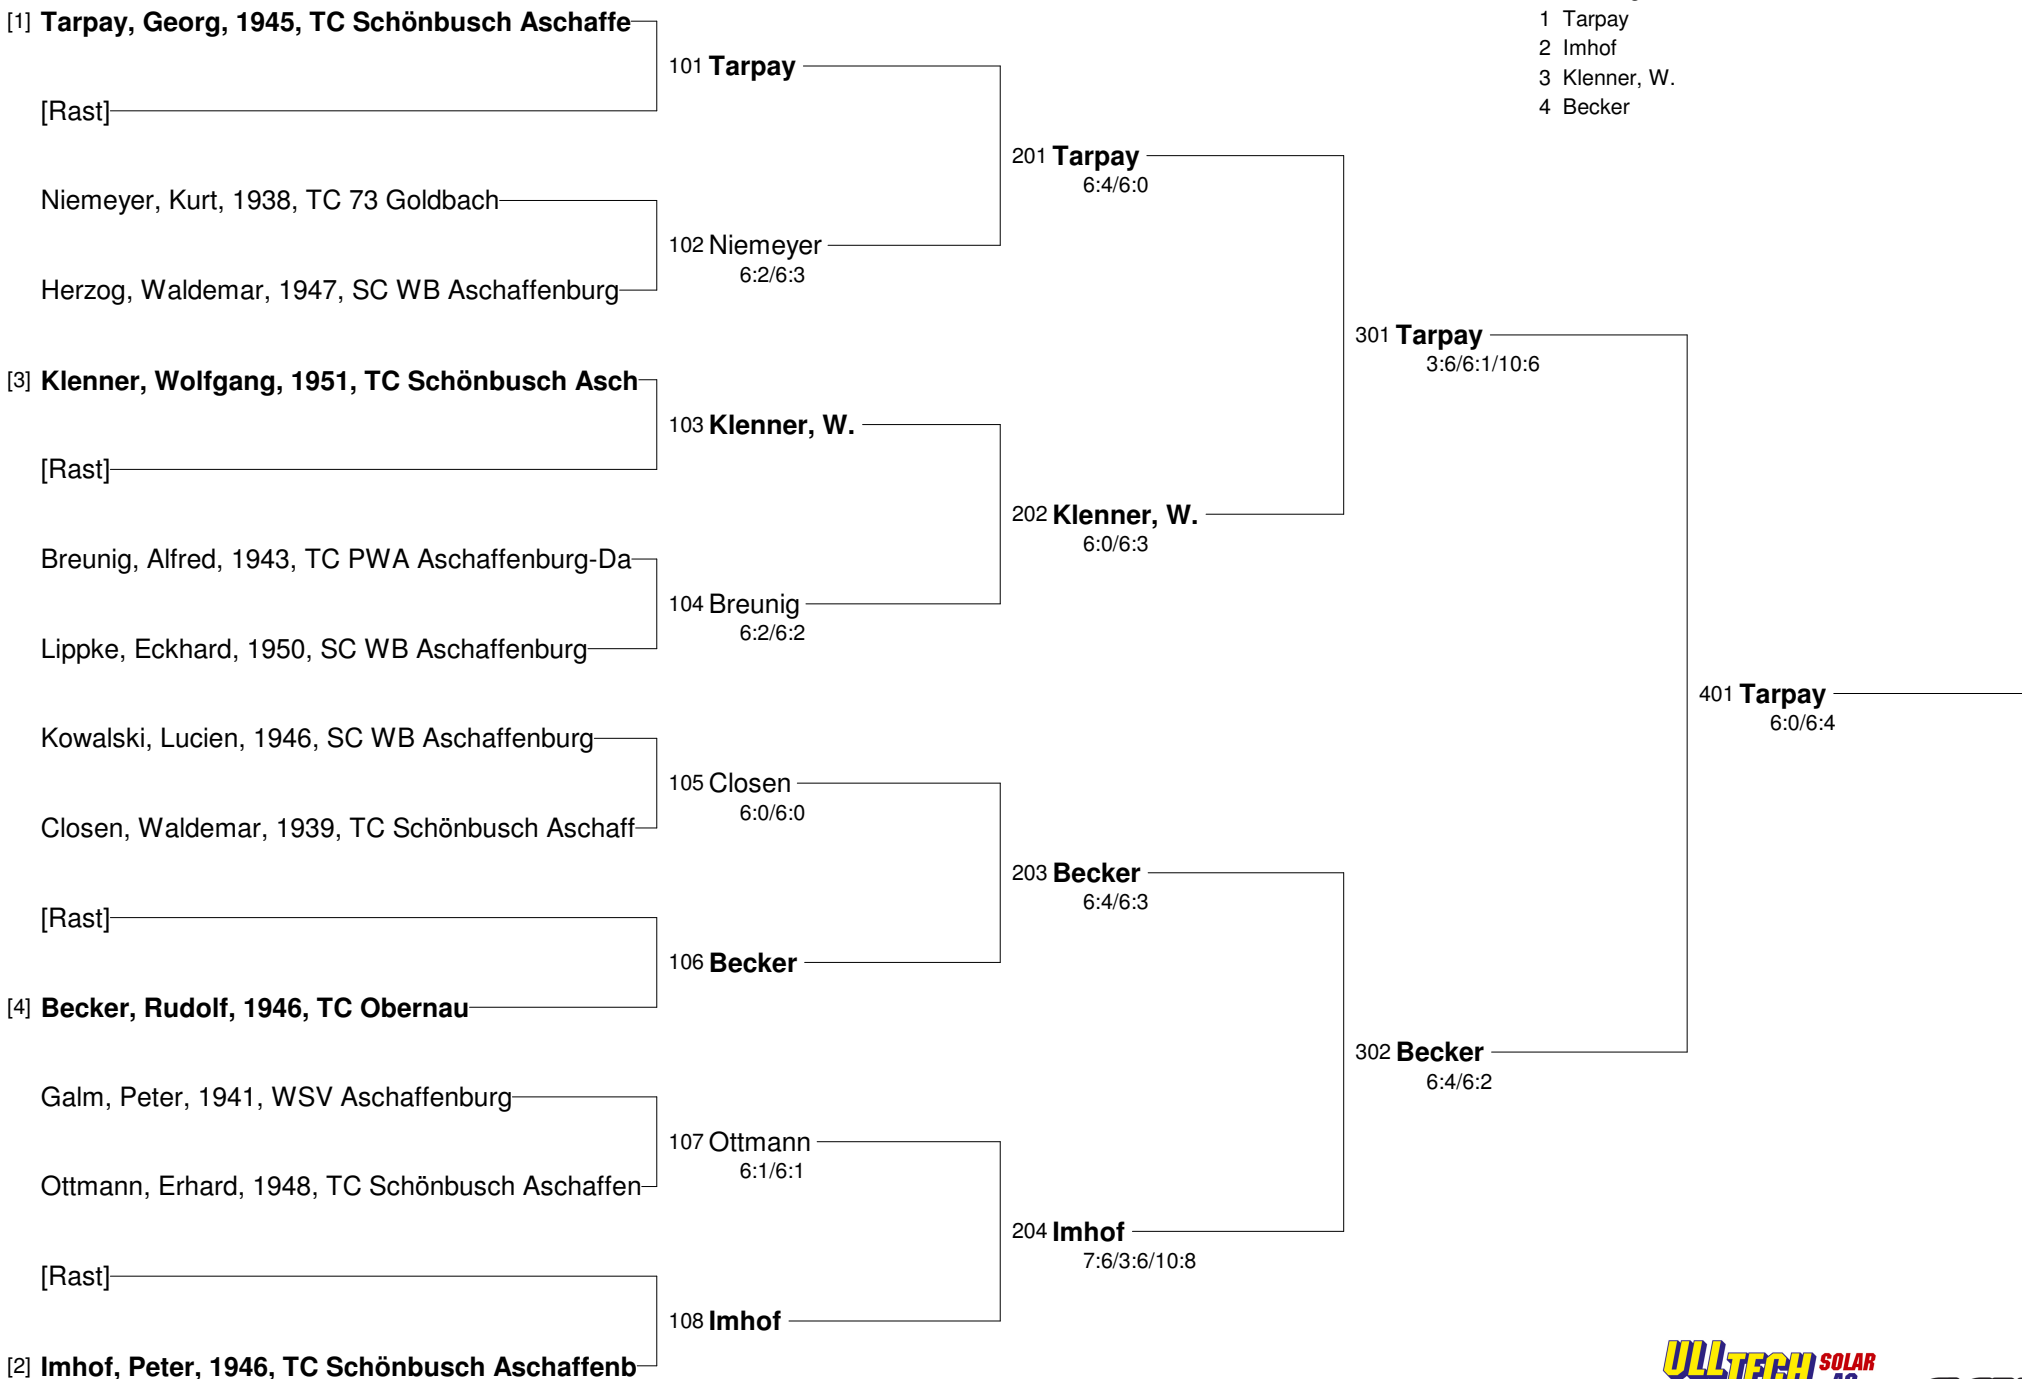 [1] Tarpay, Georg, 1945, TC Schönbusch Aschaffe
[Rast]
Niemeyer, Kurt, 1938, TC 73 Goldbach
Herzog, Waldemar, 1947, SC WB Aschaffenburg
[3] Klenner, Wolfgang, 1951, TC Schönbusch Asch
[Rast]
Breunig, Alfred, 1943, TC PWA Aschaffenburg-Da
Lippke, Eckhard, 1950, SC WB Aschaffenburg
Kowalski, Lucien, 1946, SC WB Aschaffenburg
Closen, Waldemar, 1939, TC Schönbusch Aschaff
[Rast]
[4] Becker, Rudolf, 1946, TC Obernau
Galm, Peter, 1941, WSV Aschaffenburg
Ottmann, Erhard, 1948, TC Schönbusch Aschaffen
[Rast]
[2] Imhof, Peter, 1946, TC Schönbusch Aschaffenb
101 Tarpay
102 Niemeyer
6:2/6:3
103 Klenner, W.
104 Breunig
6:2/6:2
105 Closen
6:0/6:0
106 Becker
107 Ottmann
6:1/6:1
108 Imhof
201 Tarpay
6:4/6:0
202 Klenner, W.
6:0/6:3
203 Becker
6:4/6:3
204 Imhof
7:6/3:6/10:8
301 Tarpay
3:6/6:1/10:6
302 Becker
6:4/6:2
401 Tarpay
6:0/6:4
1 Tarpay
2 Imhof
3 Klenner, W.
4 Becker
ULLTECH SOLAR
AG